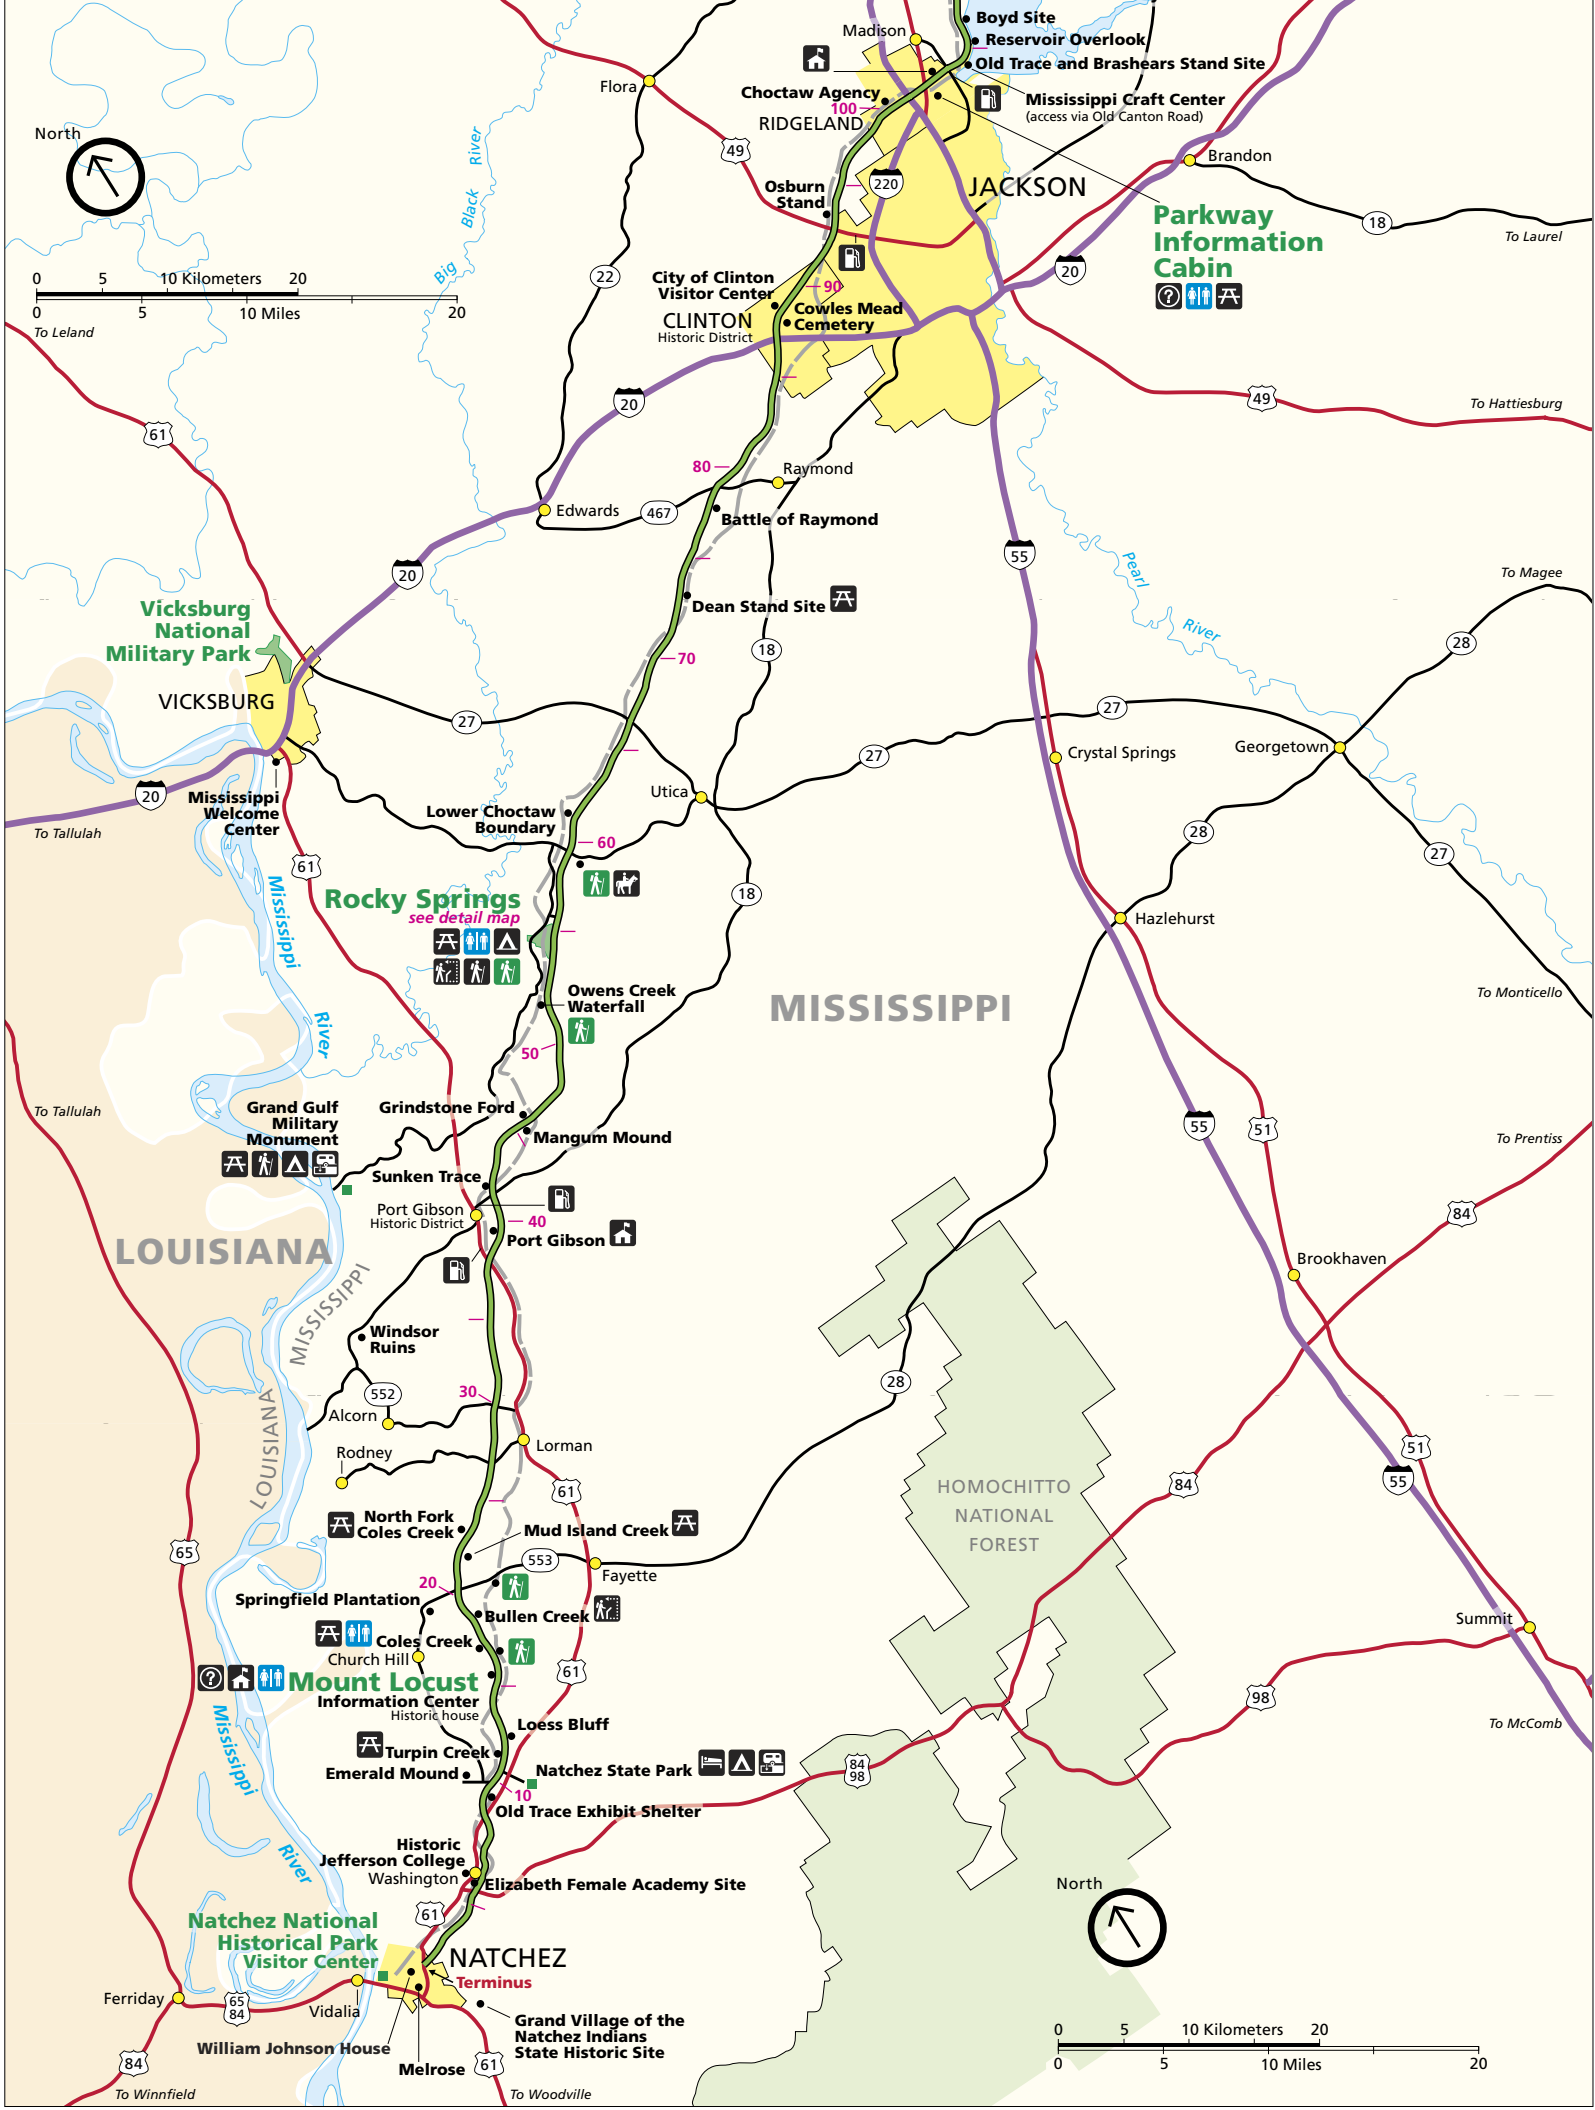 Boyd Site
Madison
Reservoir Overlook
Old Trace and Brashears Stand Site
Flora
Choctaw Agency
100
RIDGELAND
Mississippi Craft Center
(access via Old Canton Road)
North
49
Big Black River
Brandon
220
JACKSON
Osburn
Stand
18
To Laurel
Parkway
Information
Cabin
20
22
0 5 10 Kilometers 20
0 5 10 Miles 20
City of Clinton
Visitor Center
90
CLINTON
Historic District
Cowles Mead
Cemetery
To Leland
20
49
To Hattiesburg
61
80
Raymond
Edwards
467
Battle of Raymond
55
Pearl River
To Magee
20
Dean Stand Site
Vicksburg
National
Military Park
70
18
28
VICKSBURG
27
27
27
Crystal Springs
Georgetown
20
Utica
Mississippi
Welcome
Center
To Tallulah
Lower Choctaw
Boundary
60
28
27
61
Mississippi River
Rocky Springs
see detail map
18
Hazlehurst
Owens Creek
Waterfall
MISSISSIPPI
To Monticello
50
Grindstone Ford
To Tallulah
Grand Gulf
Military
Monument
Mangum Mound
55
51
To Prentiss
Sunken Trace
Port Gibson
Historic District
40
Port Gibson
84
LOUISIANA
MISSISSIPPI
Brookhaven
Windsor
Ruins
30
552
28
Alcorn
LOUISIANA
Rodney
Lorman
51
55
61
84
HOMOCHITTO
NATIONAL
FOREST
North Fork
Coles Creek
Mud Island Creek
65
553
Fayette
20
Springfield Plantation
Bullen Creek
Summit
Coles Creek
Church Hill
61
Mount Locust
Information Center
Historic house
98
Mississippi River
Loess Bluff
To McComb
Turpin Creek
Emerald Mound
Natchez State Park
84
98
10
Old Trace Exhibit Shelter
Historic
Jefferson College
Washington
Elizabeth Female Academy Site
North
61
Natchez National
Historical Park
Visitor Center
NATCHEZ
Terminus
Ferriday
65
84
Vidalia
Grand Village of the
Natchez Indians
State Historic Site
William Johnson House
Melrose
84
61
0 5 10 Kilometers 20
0 5 10 Miles 20
To Winnfield
To Woodville